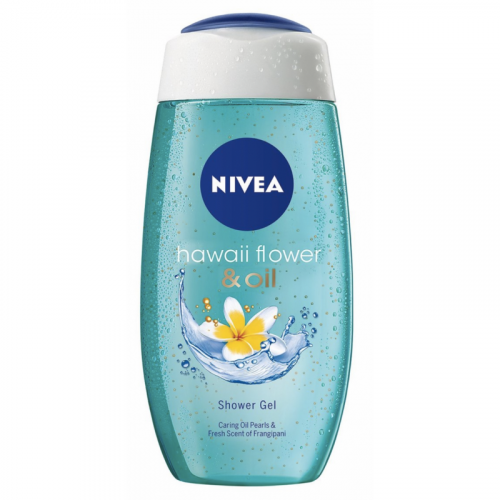 NIVEA
hawaii flower
& oil
Shower Gel
Caring Oil Pearls &
Fresh Scent of Frangipani